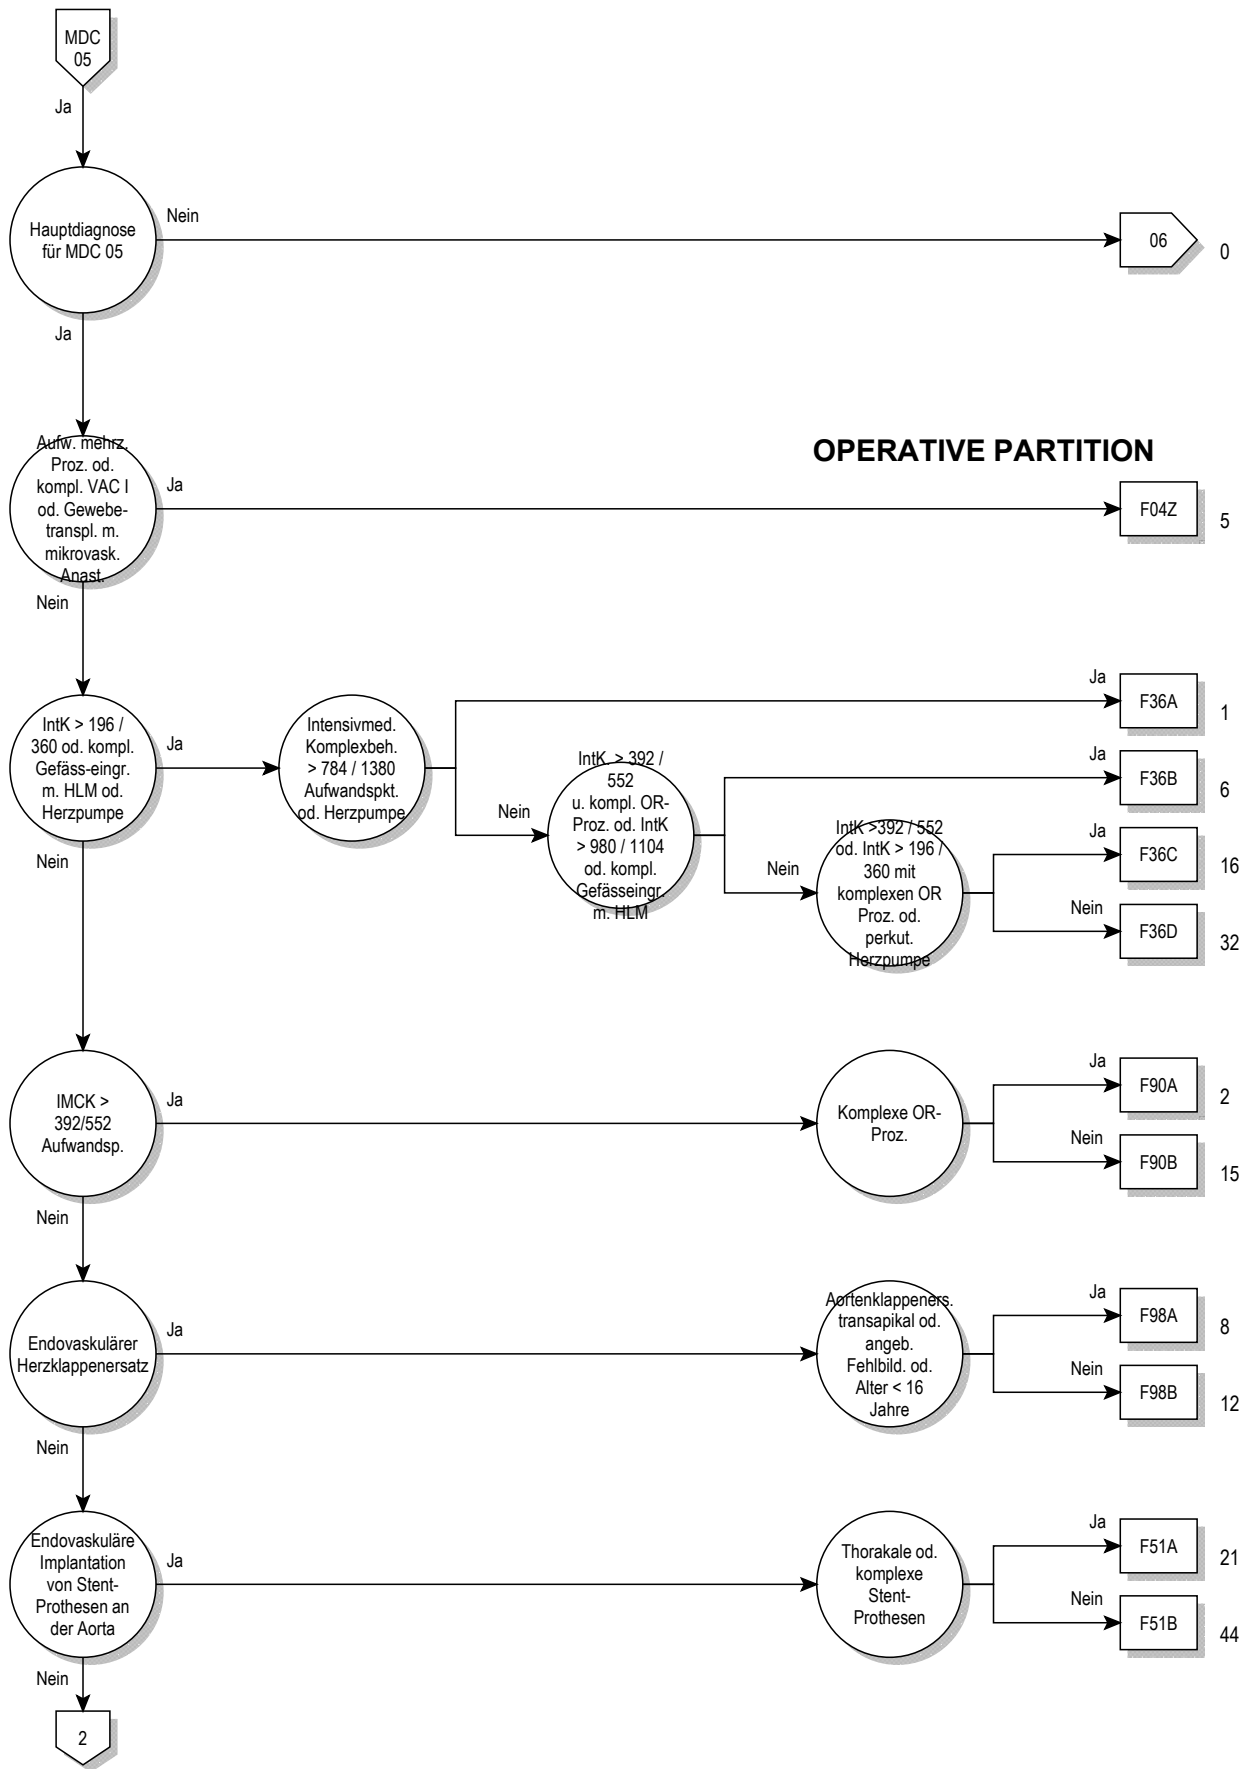 MDC
05
Ja
Hauptdiagnose
für MDC 05
Nein
06
0
Ja
OPERATIVE PARTITION
Aufw. mehrz.
Proz. od.
kompl. VAC I
od. Gewebe-
transpl. m.
mikrovask.
Anast.
Ja
F04Z
5
Nein
IntK > 196 /
360 od. kompl.
Gefäss-eingr.
m. HLM od.
Herzpumpe
Ja
Intensivmed.
Komplexbeh.
> 784 / 1380
Aufwandspkt.
od. Herzpumpe
Ja
F36A
1
Nein
IntK. > 392 /
552
u. kompl. OR-
Proz. od. IntK
> 980 / 1104
od. kompl.
Gefässeingr.
m. HLM
Ja
F36B
6
Nein
IntK >392 / 552
od. IntK > 196 /
360 mit
komplexen OR
Proz. od.
perkut.
Herzpumpe
Ja
F36C
16
Nein
F36D
32
Nein
IMCK >
392/552
Aufwandsp.
Ja
Komplexe OR-
Proz.
Ja
F90A
2
Nein
F90B
15
Nein
Endovaskulärer
Herzklappenersatz
Ja
Aortenklappeners.
transapikal od.
angeb.
Fehlbild. od.
Alter < 16
Jahre
Ja
F98A
8
Nein
F98B
12
Nein
Endovaskuläre
Implantation
von Stent-
Prothesen an
der Aorta
Ja
Thorakale od.
komplexe
Stent-
Prothesen
Ja
F51A
21
Nein
F51B
44
Nein
2